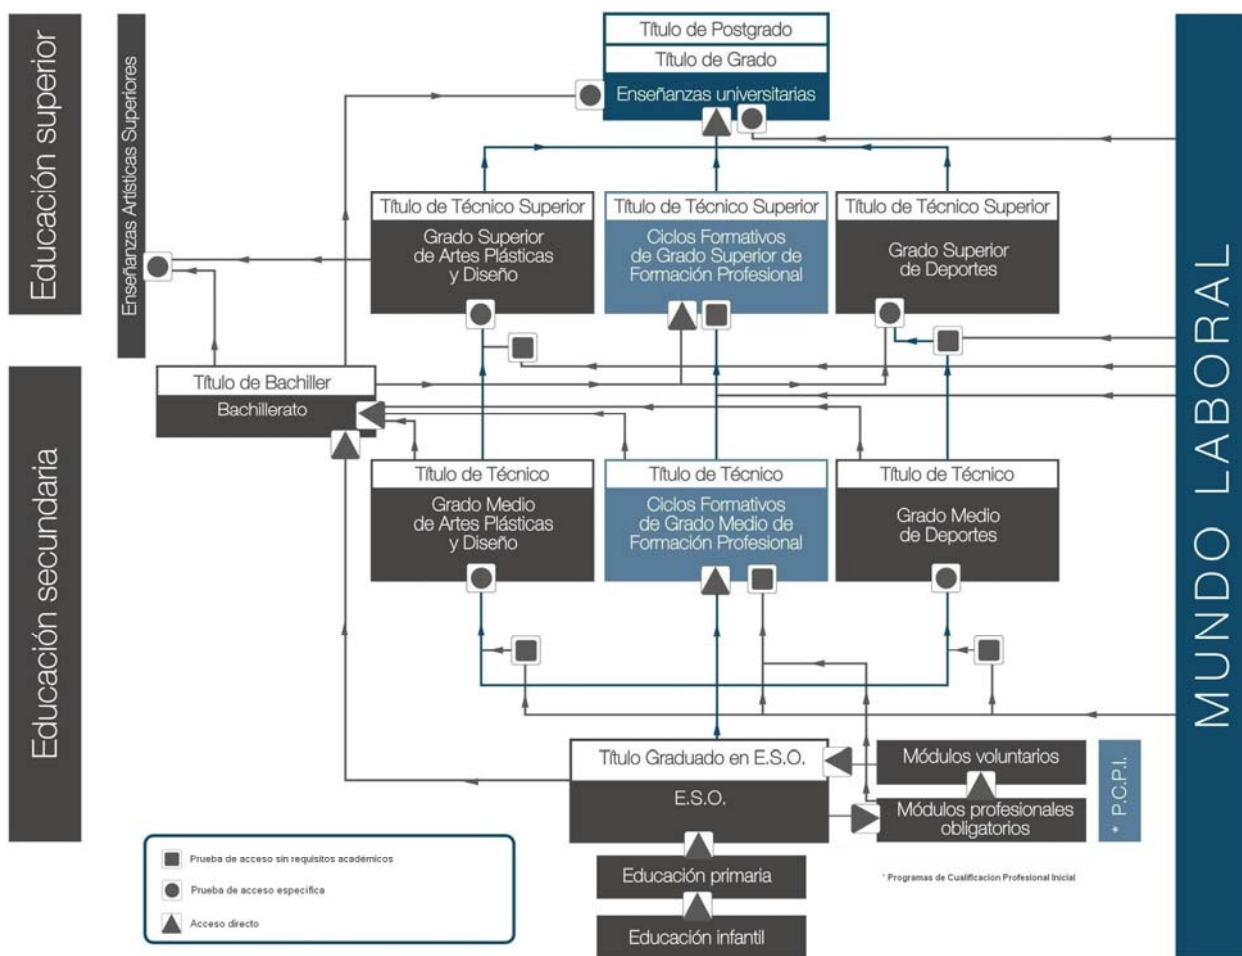 Educación superior
Enseñanzas Artísticas Superiores
Título de Postgrado
Título de Grado
Enseñanzas universitarias
Título de Técnico Superior
Grado Superior
de Artes Plásticas
y Diseño
Título de Técnico Superior
Ciclos Formativos
de Grado Superior de
Formación Profesional
Título de Técnico Superior
Grado Superior
de Deportes
MUNDO LABORAL
Educación secundaria
Título de Bachiller
Bachillerato
Título de Técnico
Grado Medio
de Artes Plásticas
y Diseño
Título de Técnico
Ciclos Formativos
de Grado Medio de
Formación Profesional
Título de Técnico
Grado Medio
de Deportes
Título Graduado en E.S.O.
E.S.O.
Módulos voluntarios
Módulos profesionales
obligatorios
* P.C.P.I.
Educación primaria
Educación infantil
* Programas de Cualificación Profesional Inicial
Prueba de acceso sin requisitos académicos
Prueba de acceso específica
Acceso directo